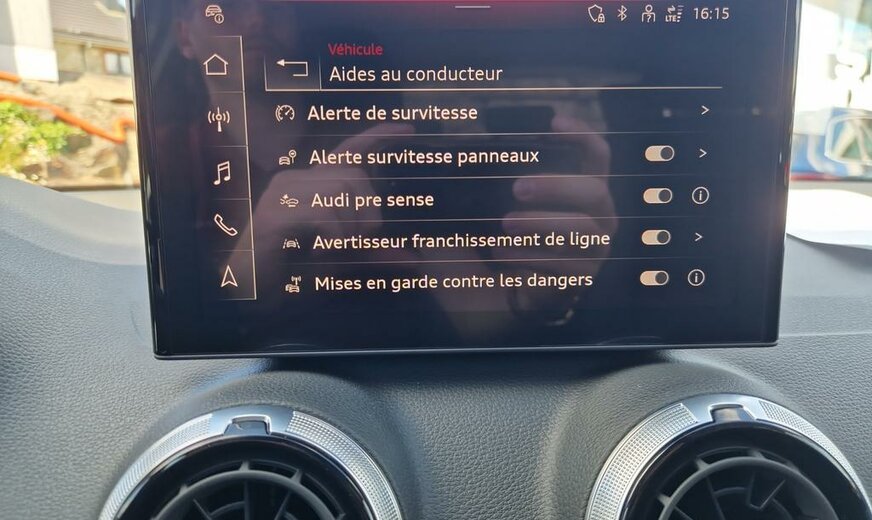 LTE 16:15
Véhicule
Aides au conducteur
Alerte de survitesse
Alerte survitesse panneaux
Audi pre sense
Avertisseur franchissement de ligne
Mises en garde contre les dangers